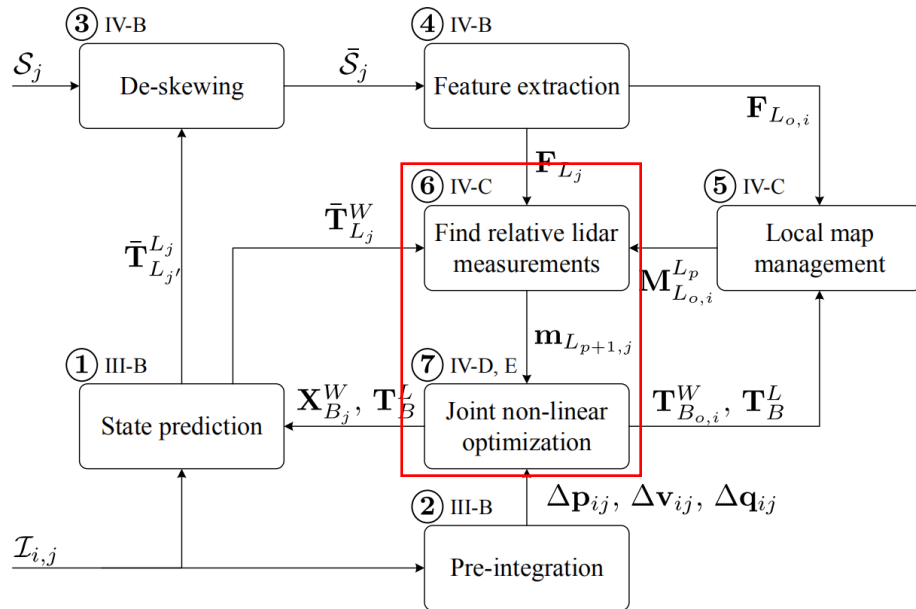 ③ IV-B
④ IV-B
𝒮_j
De-skewing
𝒮̄_j
Feature extraction
𝐅_{L_{o,i}}
𝐅_{L_j}
⑥ IV-C
⑤ IV-C
𝐓̄^{L_j}_{L_{j'}}
𝐓̄^W_{L_j}
Find relative lidar
measurements
Local map
management
𝐌^{L_p}_{L_{o,i}}
𝐦_{L_{p+1,j}}
① III-B
⑦ IV-D, E
State prediction
𝐗^W_{B_j}, 𝐓^L_B
Joint non-linear
optimization
𝐓^W_{B_{o,i}}, 𝐓^L_B
Δ𝐩_{ij}, Δ𝐯_{ij}, Δ𝐪_{ij}
② III-B
ℐ_{i,j}
Pre-integration